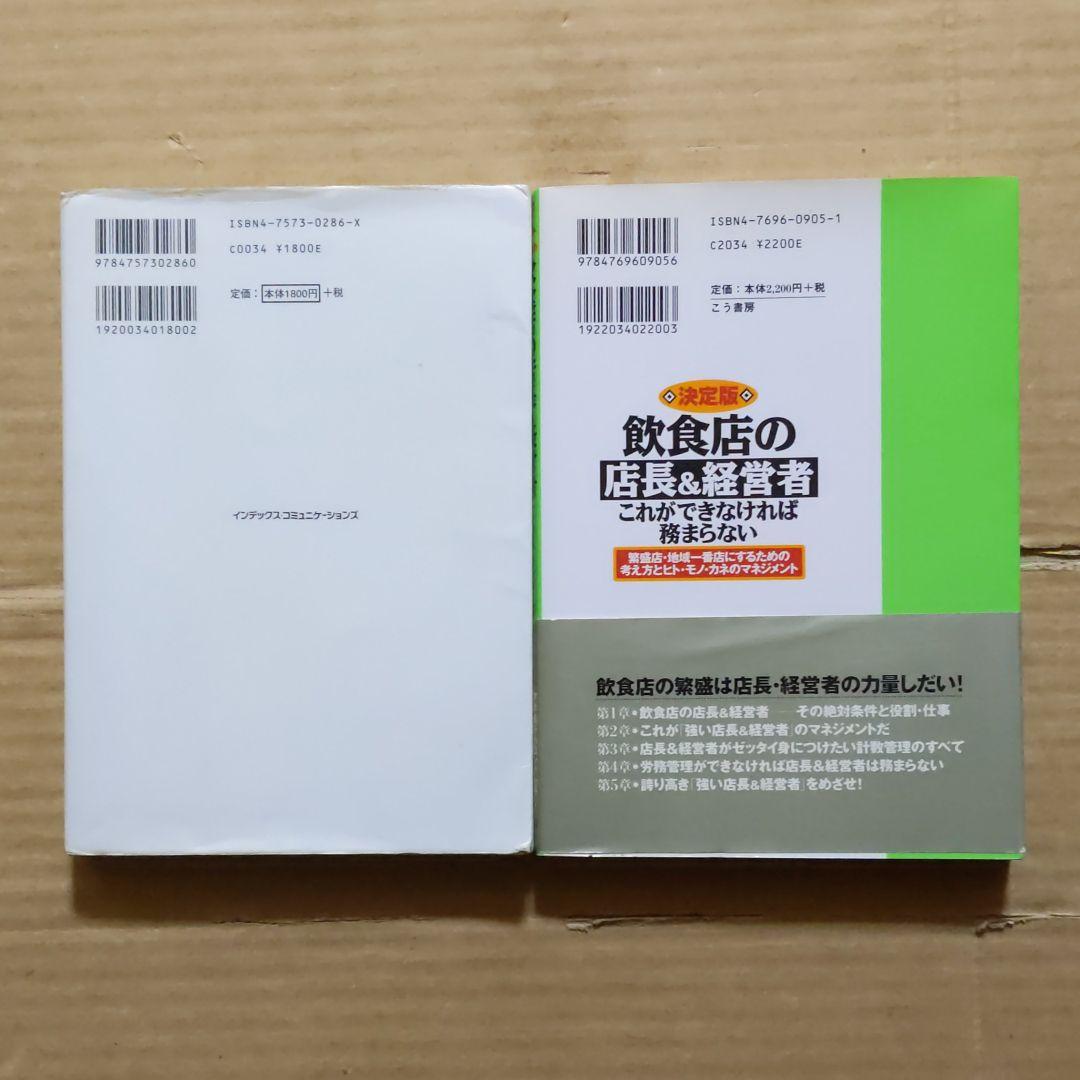 ISBN4-7573-0286-X
C0034 ¥1800E
9784757302860
定価：本体1800円＋税
1920034018002
インデックス・コミュニケーションズ
ISBN4-7696-0905-1
C2034 ¥2200E
9784769609056
定価：本体2,200円＋税
こう書房
1922034022003
決定版
飲食店の
店長&経営者
これができなければ
務まらない
繁盛店・地域一番店にするための
考え方とヒト・モノ・カネのマネジメント
飲食店の繁盛は店長・経営者の力量しだい！
第1章●飲食店の店長&経営者――その絶対条件と役割・仕事
第2章●これが「強い店長&経営者」のマネジメントだ
第3章●店長&経営者がゼッタイ身につけたい計数管理のすべて
第4章●労務管理ができなければ店長&経営者は務まらない
第5章●誇り高き「強い店長&経営者」をめざせ！